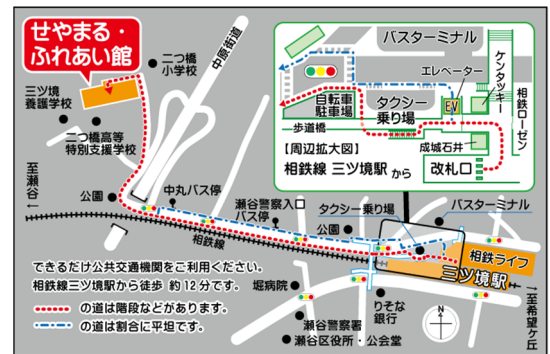 せやまる・
ふれあい館
二つ橋
小学校
中原街道
三ツ境
養護学校
二つ橋高等
特別支援学校
至瀬谷←
公園
中丸バス停
瀬谷警察入口
バス停
相鉄線
公園
タクシー乗り場
バスターミナル
相鉄ライフ
三ツ境駅
→至希望ヶ丘
りそな
銀行
堀病院
瀬谷警察署
瀬谷区役所・公会堂
N
バスターミナル
エレベーター
ケンタッキー
相鉄ローゼン
自転車
駐車場
タクシー
乗り場
EV
歩道橋
成城石井
【周辺拡大図】
相鉄線 三ツ境駅 から
改札口
できるだけ公共交通機関をご利用ください。
相鉄線三ツ境駅から徒歩 約12分です。
の道は階段などがあります。
の道は割合に平坦です。